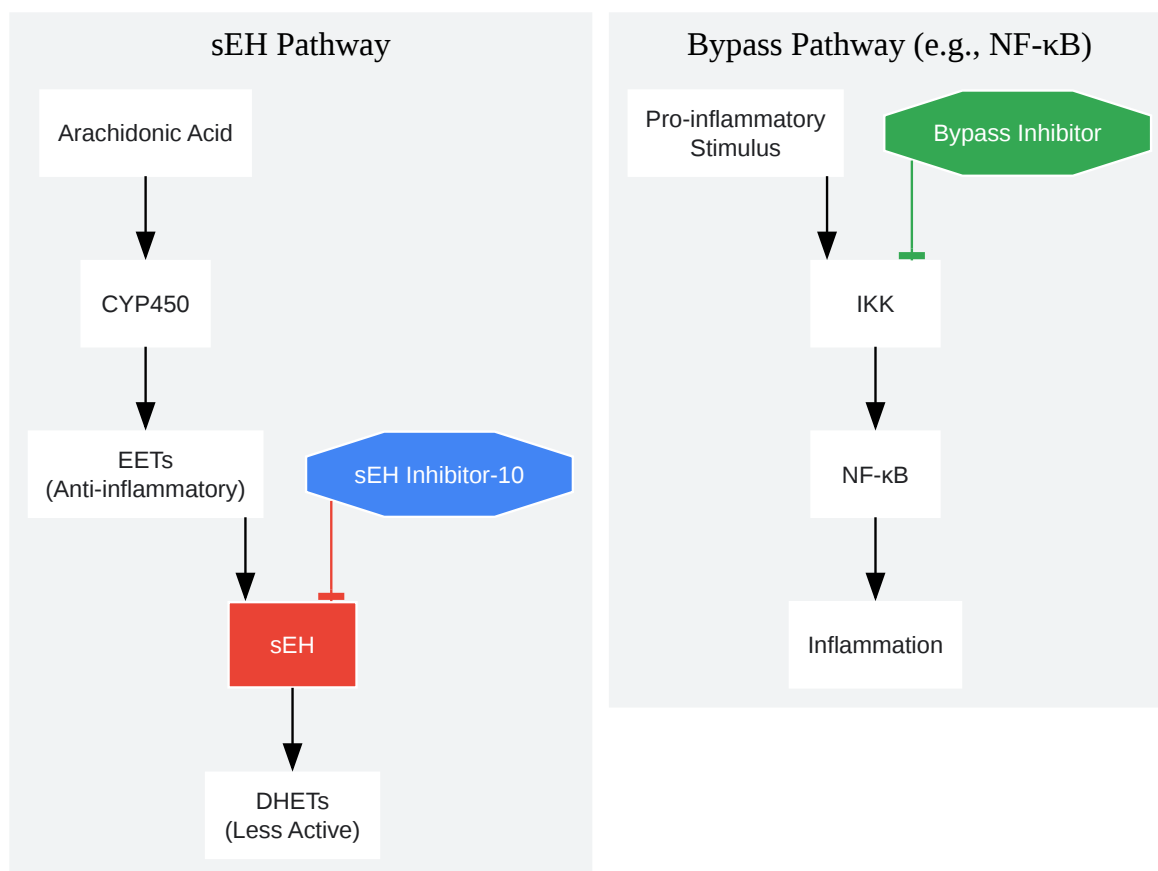 sEH Pathway
Arachidonic Acid
CYP450
EETs
(Anti-inflammatory)
sEH Inhibitor-10
sEH
DHETs
(Less Active)
Bypass Pathway (e.g., NF-κB)
Pro-inflammatory
Stimulus
Bypass Inhibitor
IKK
NF-κB
Inflammation